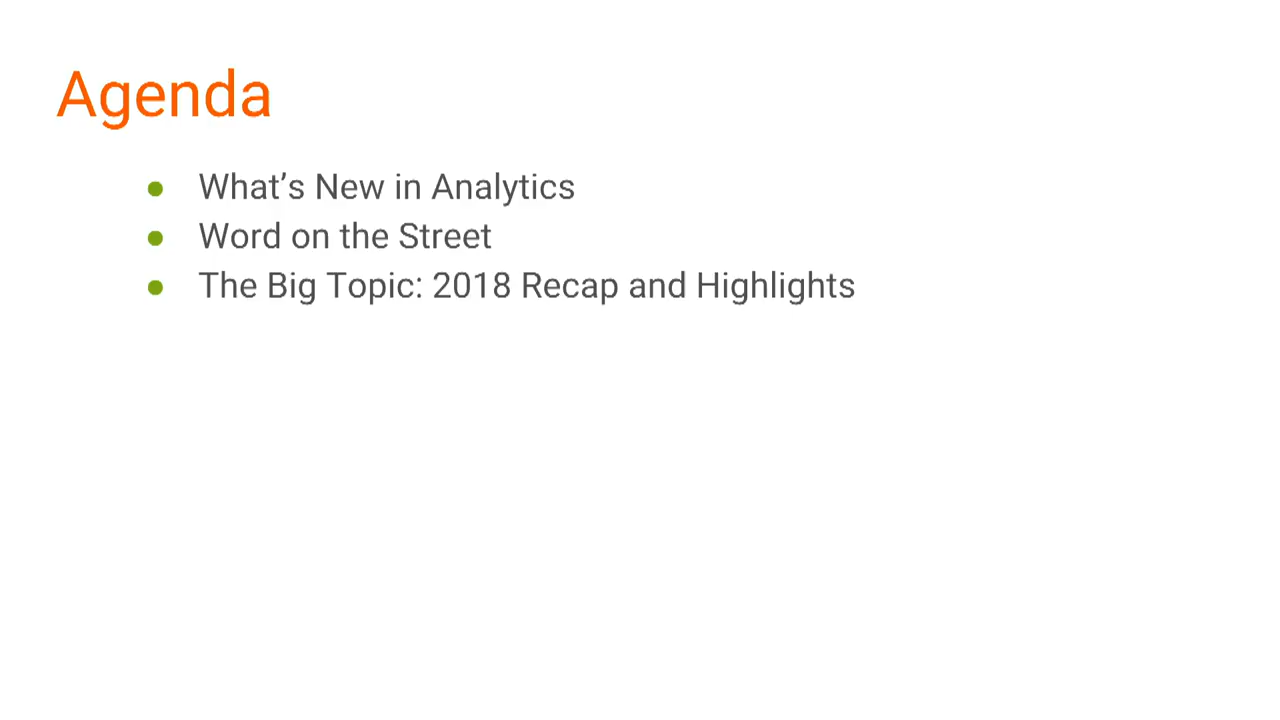 Agenda
● What’s New in Analytics
● Word on the Street
● The Big Topic: 2018 Recap and Highlights